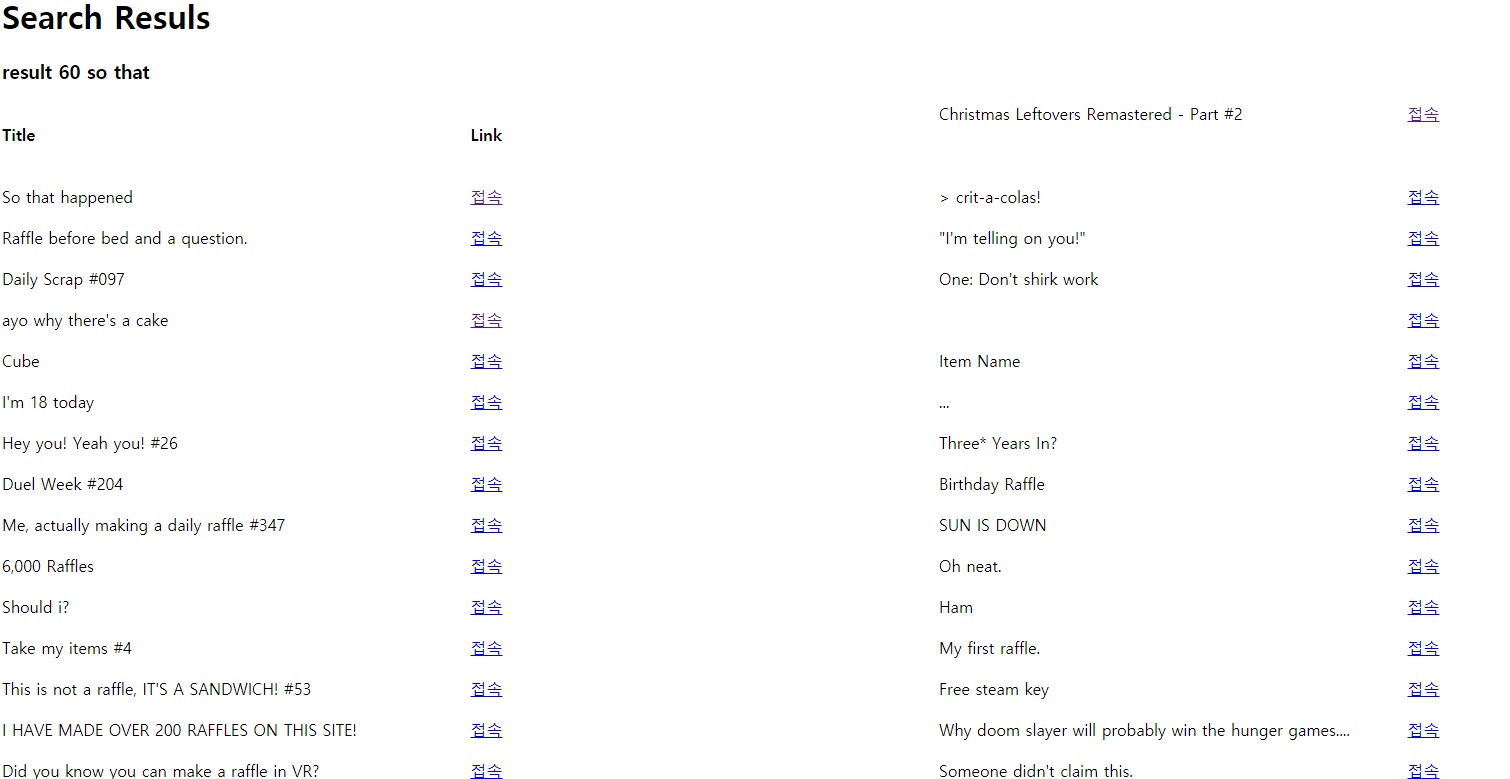 Search Resuls
result 60 so that
Christmas Leftovers Remastered - Part #2 접속
Title Link
So that happened 접속 > crit-a-colas! 접속
Raffle before bed and a question. 접속 "I'm telling on you!" 접속
Daily Scrap #097 접속 One: Don't shirk work 접속
ayo why there's a cake 접속 접속
Cube 접속 Item Name 접속
I'm 18 today 접속 ... 접속
Hey you! Yeah you! #26 접속 Three* Years In? 접속
Duel Week #204 접속 Birthday Raffle 접속
Me, actually making a daily raffle #347 접속 SUN IS DOWN 접속
6,000 Raffles 접속 Oh neat. 접속
Should i? 접속 Ham 접속
Take my items #4 접속 My first raffle. 접속
This is not a raffle, IT'S A SANDWICH! #53 접속 Free steam key 접속
I HAVE MADE OVER 200 RAFFLES ON THIS SITE! 접속 Why doom slayer will probably win the hunger games.... 접속
Did you know you can make a raffle in VR? 접속 Someone didn't claim this. 접속